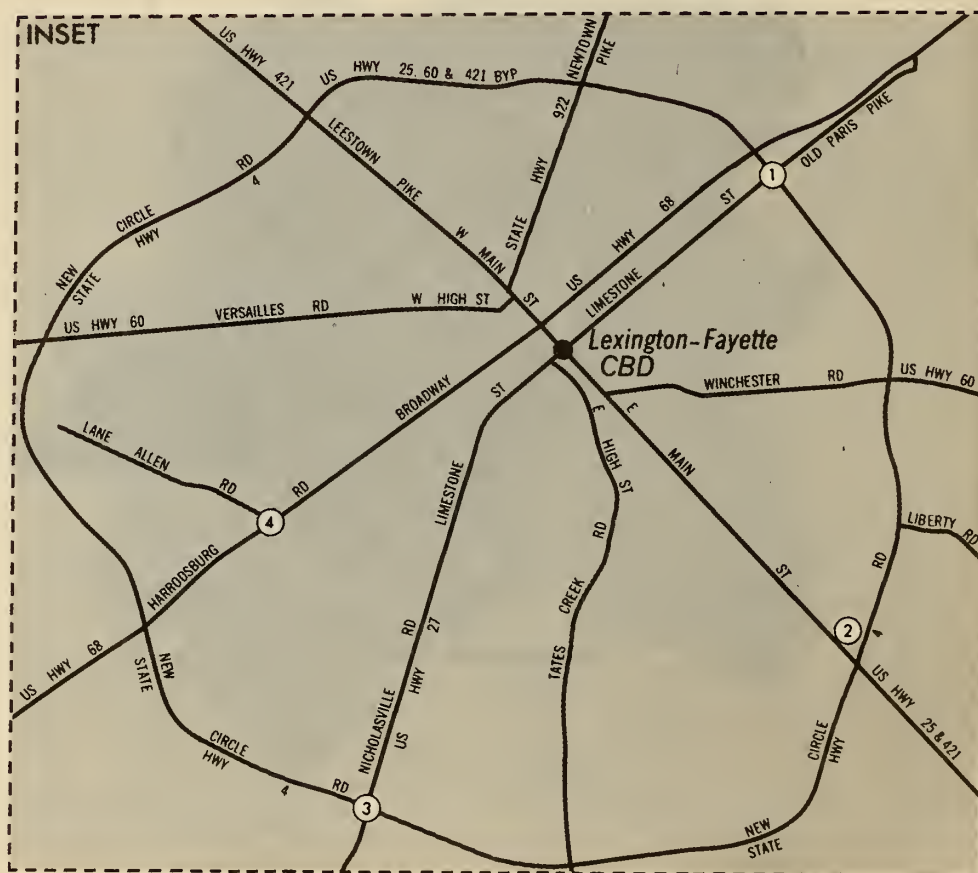 INSET
US HWY 421
LEESTOWN PIKE
W MAIN ST
US HWY 25. 60 & 421 BYP
NEWTOWN PIKE
STATE HWY 922
US HWY 68
OLD PARIS PIKE
1
LIMESTONE ST
NEW CIRCLE RD
STATE HWY 4
US HWY 60
VERSAILLES RD
W HIGH ST
Lexington-Fayette
CBD
WINCHESTER RD
US HWY 60
BROADWAY
LIMESTONE ST
E HIGH ST
E MAIN ST
LANE ALLEN RD
4
HARRODSBURG RD
US HWY 68
LIBERTY RD
TATES CREEK RD
2
US HWY 25 & 421
NICHOLASVILLE RD
US HWY 27
NEW CIRCLE RD
STATE HWY 4
3
NEW CIRCLE RD
STATE HWY 4